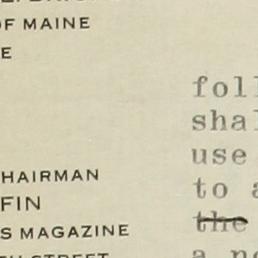 OF MAINE
E
HAIRMAN
FIN
S MAGAZINE
foll
shal
use
to a
the
a n